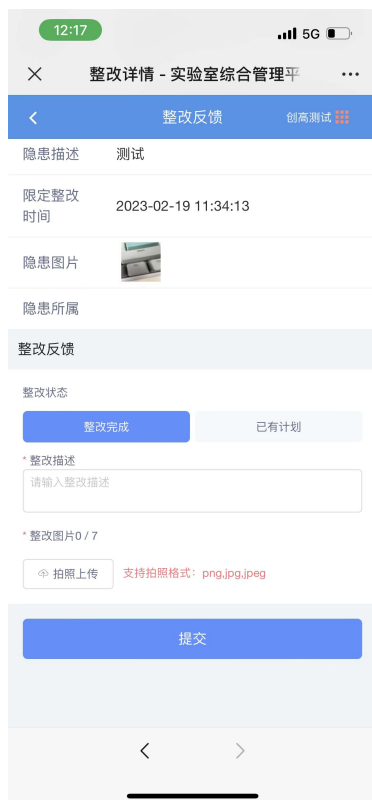 12:17
5G
整改详情 - 实验室综合管理平
整改反馈
创高测试
隐患描述 测试
限定整改
时间
2023-02-19 11:34:13
隐患图片
隐患所属
整改反馈
整改状态
整改完成 已有计划
* 整改描述
请输入整改描述
* 整改图片0 / 7
拍照上传 支持拍照格式：png,jpg,jpeg
提交